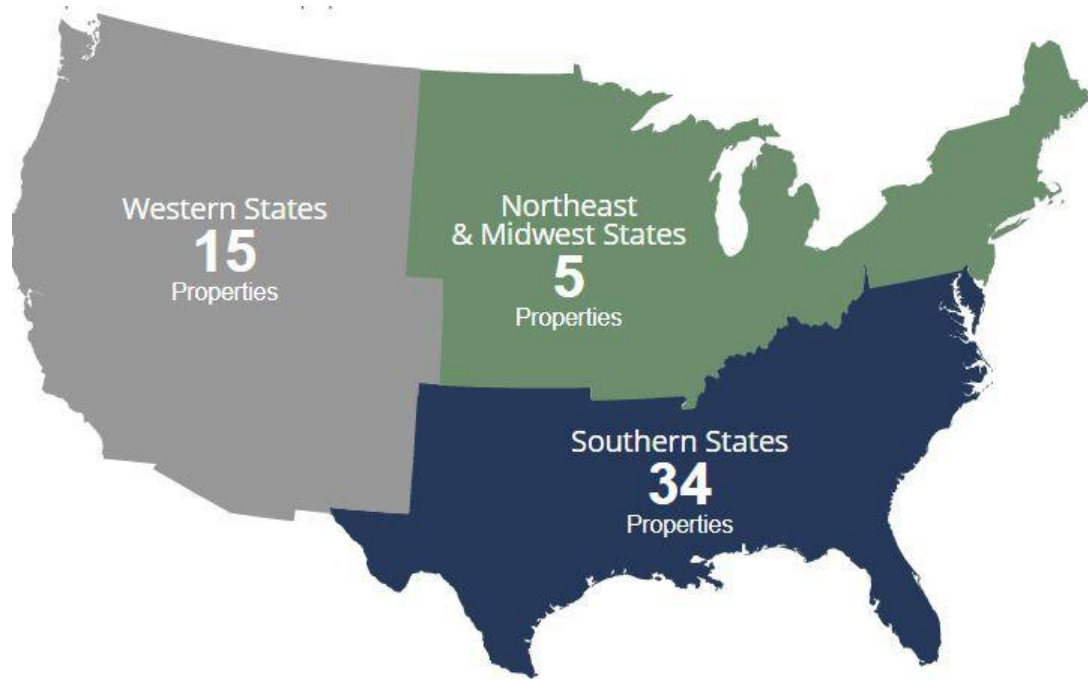 Western States
15
Properties
Northeast
& Midwest States
5
Properties
Southern States
34
Properties